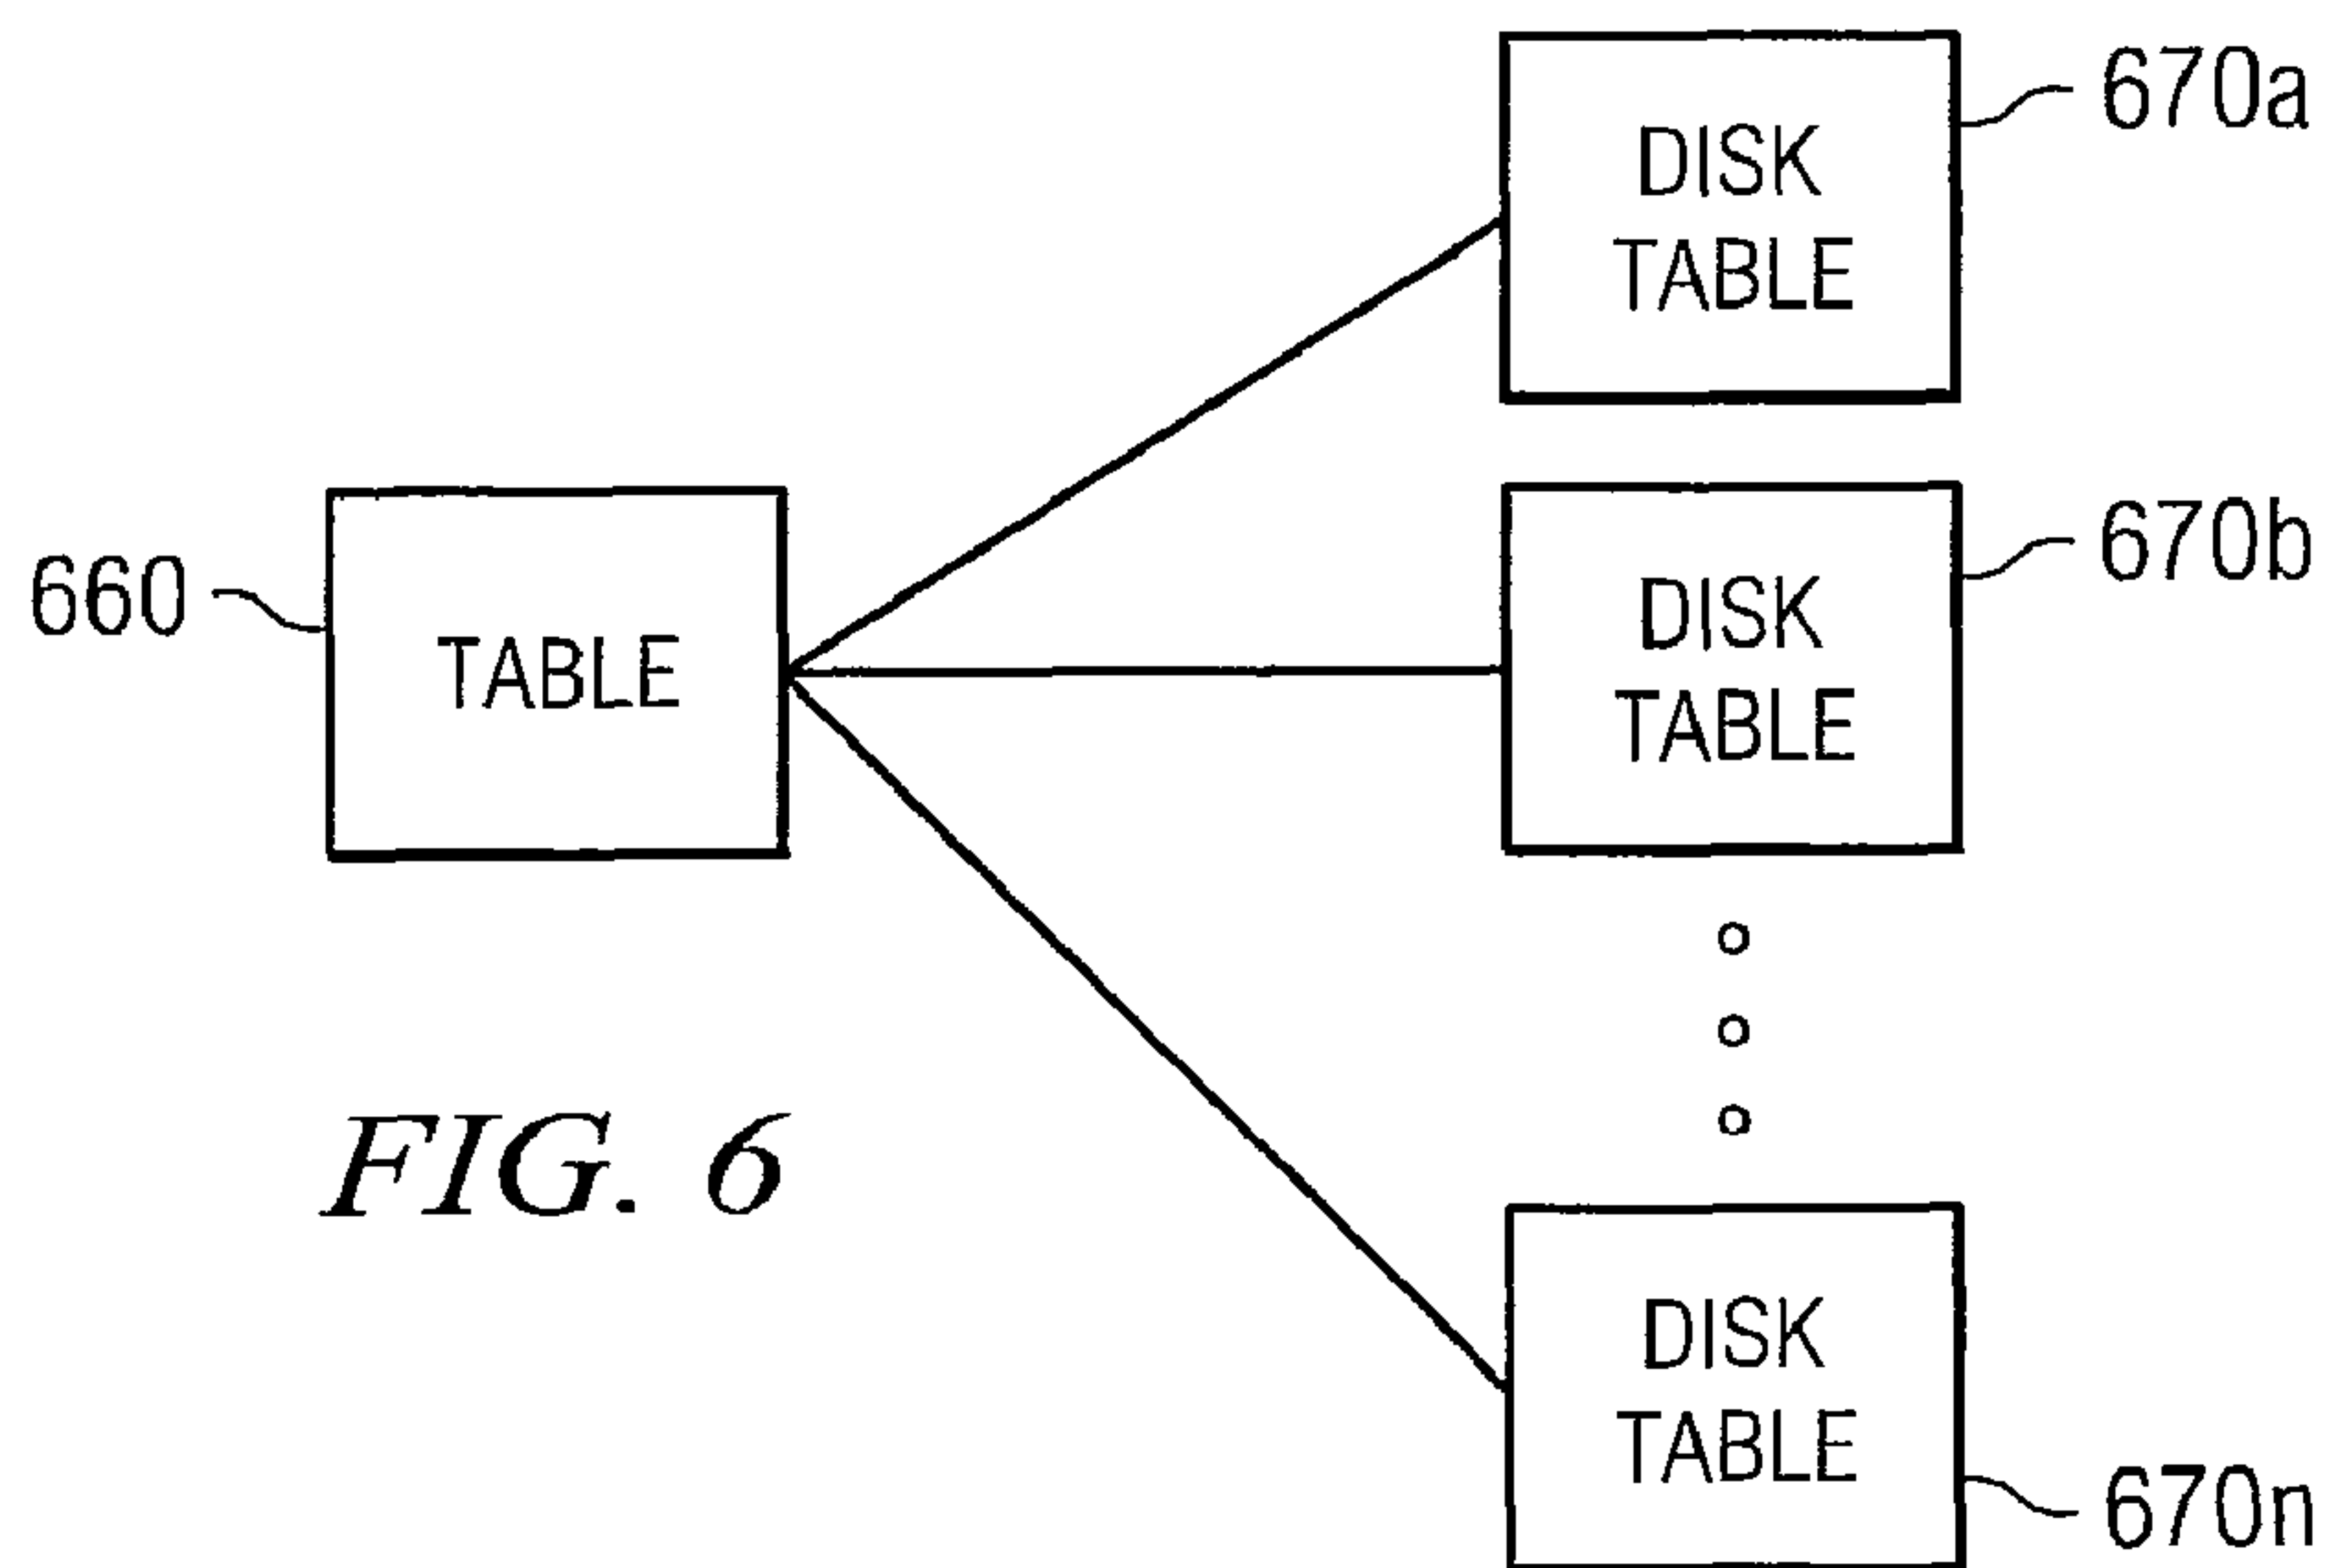 670a
DISK
TABLE
670b
660
DISK
TABLE
TABLE
FIG. 6
DISK
TABLE
670n